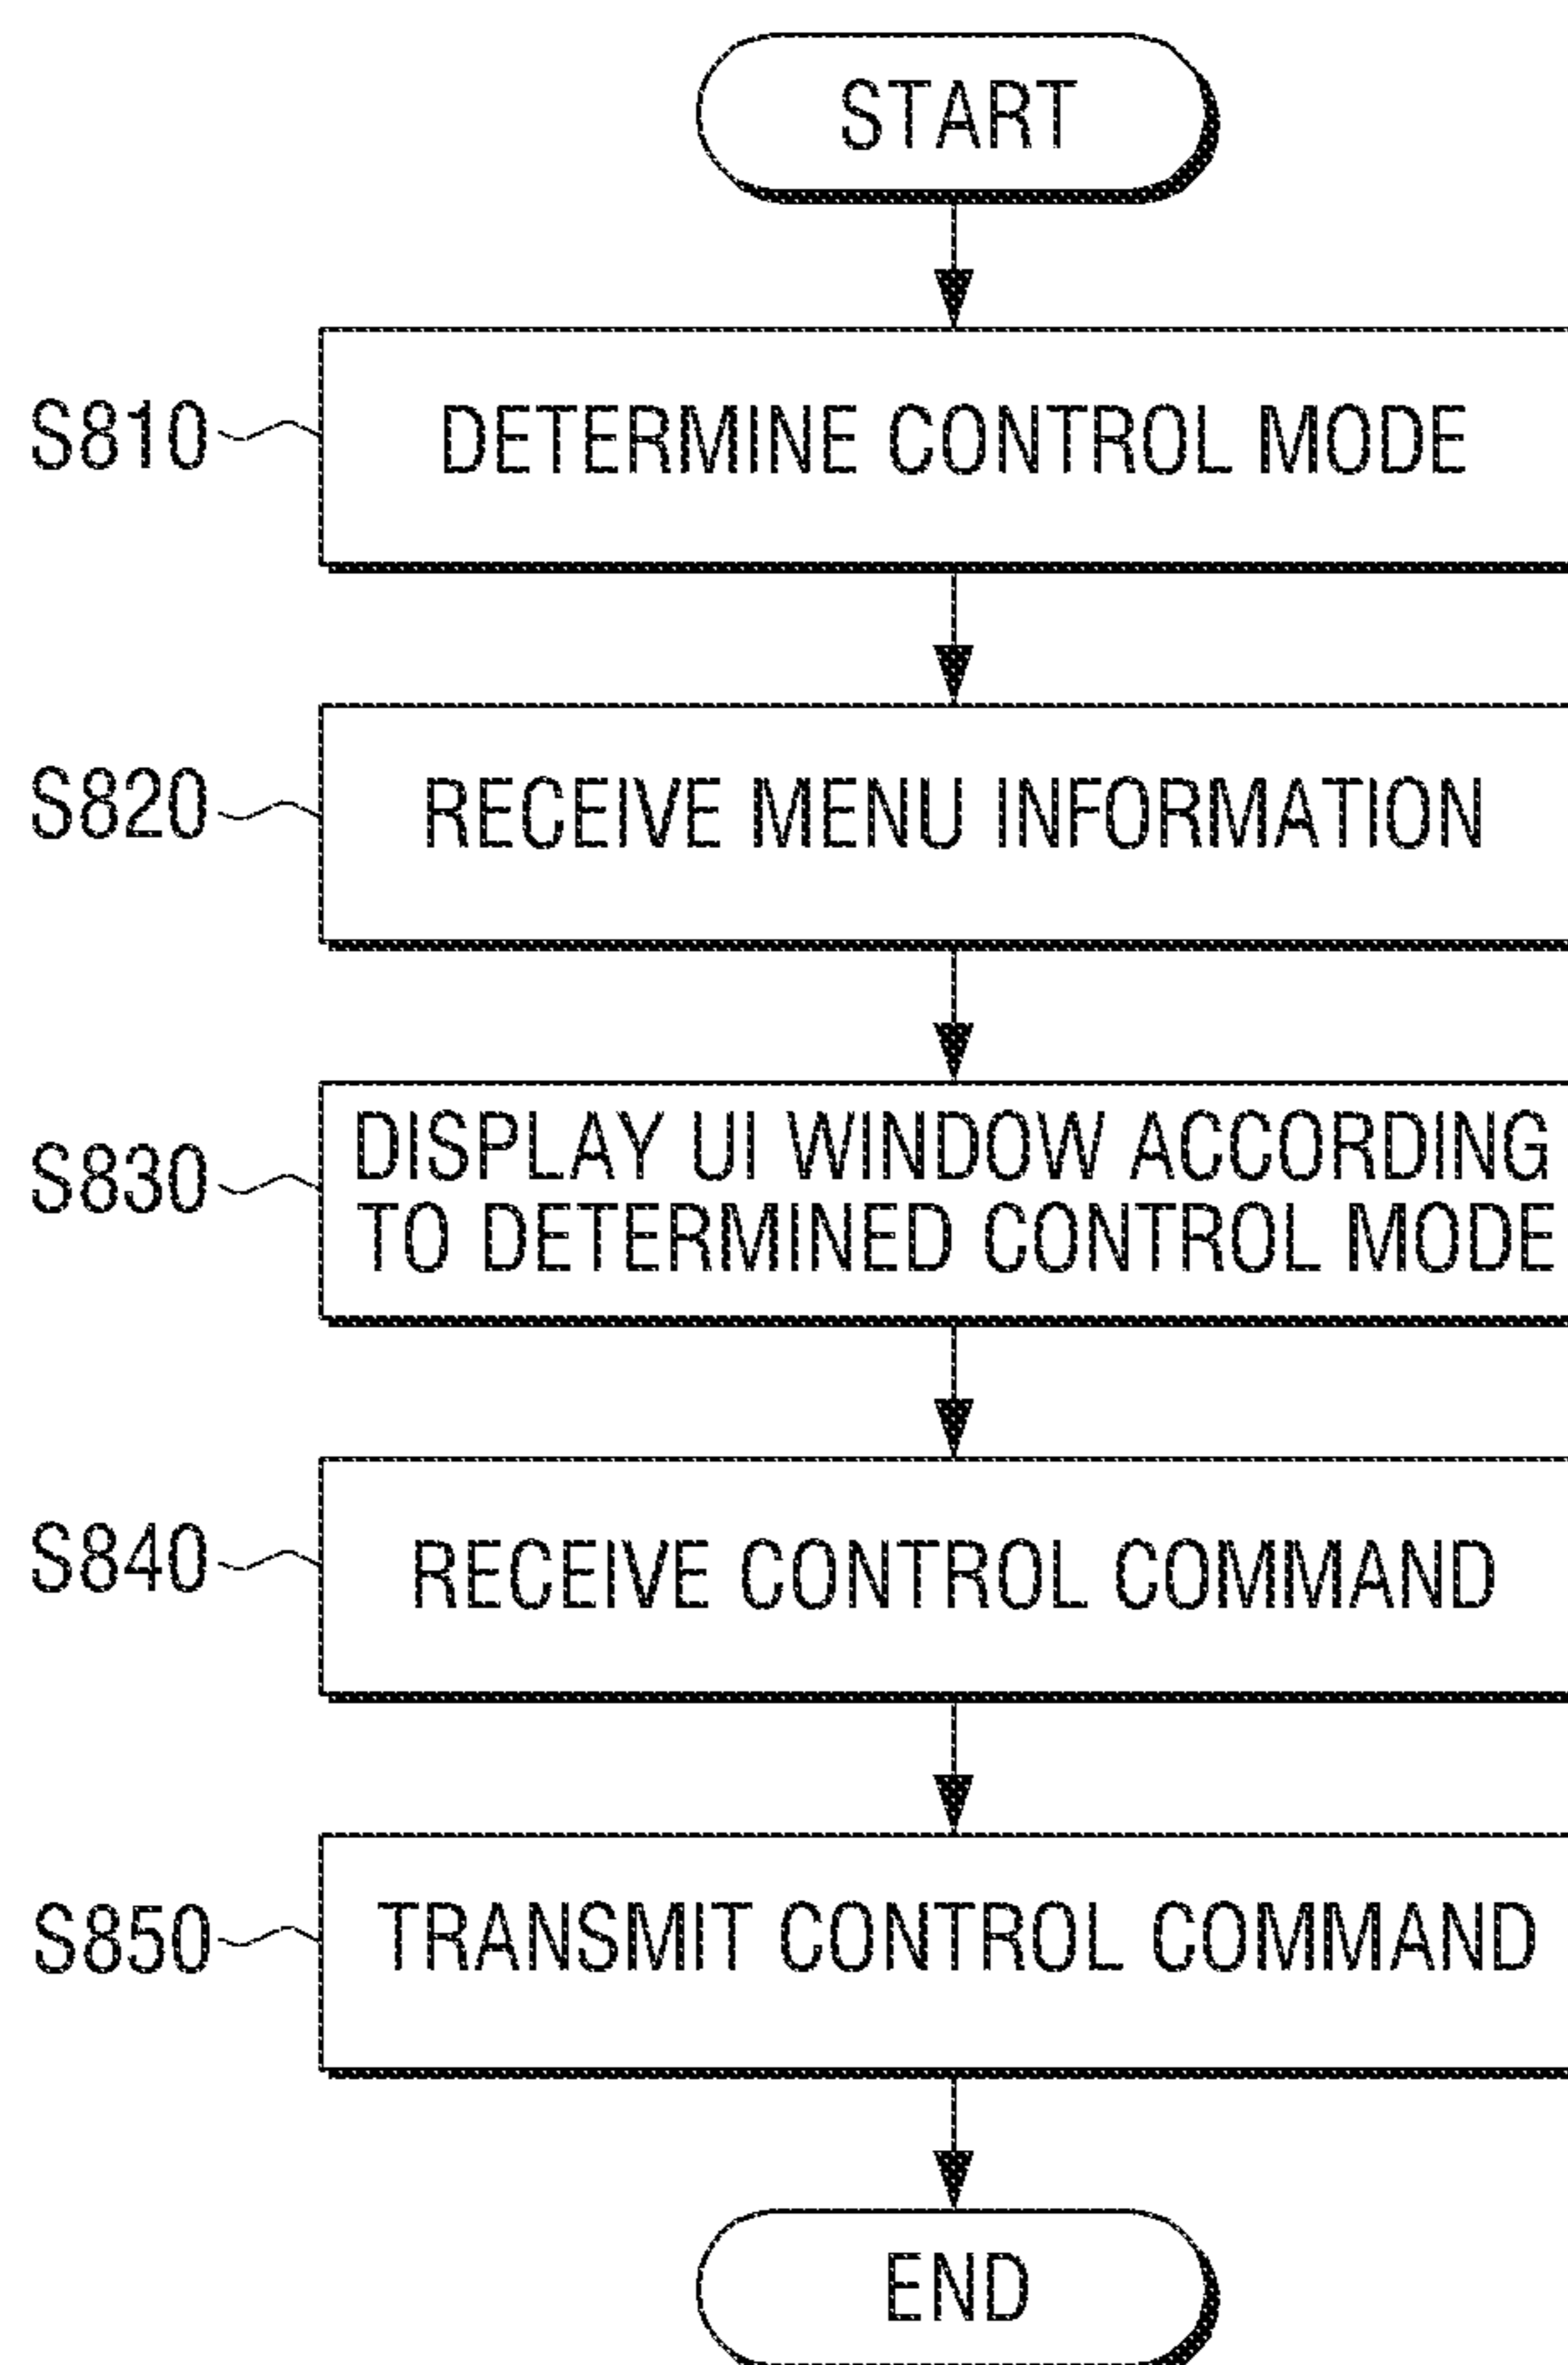 START
S810
DETERMINE CONTROL MODE
S820
RECEIVE MENU INFORMATION
S830
DISPLAY UI WINDOW ACCORDING
TO DETERMINED CONTROL MODE
S840
RECEIVE CONTROL COMMAND
S850
TRANSMIT CONTROL COMMAND
END